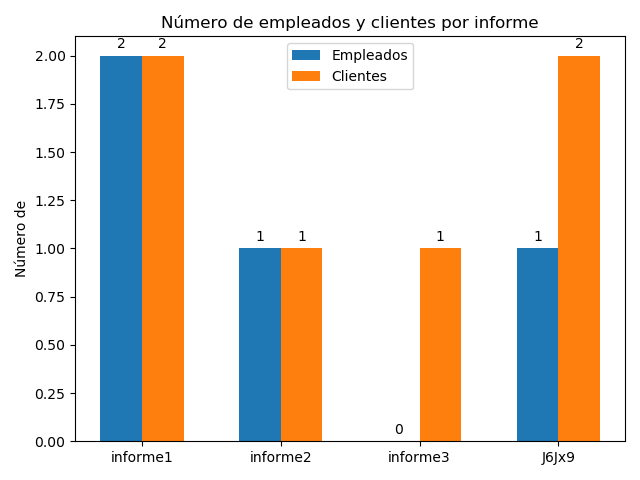 Número de empleados y clientes por informe
Número de
2.00
1.75
1.50
1.25
1.00
0.75
0.50
0.25
0.00
Empleados
Clientes
2 2
1 1
0 1
1 2
informe1 informe2 informe3 J6Jx9